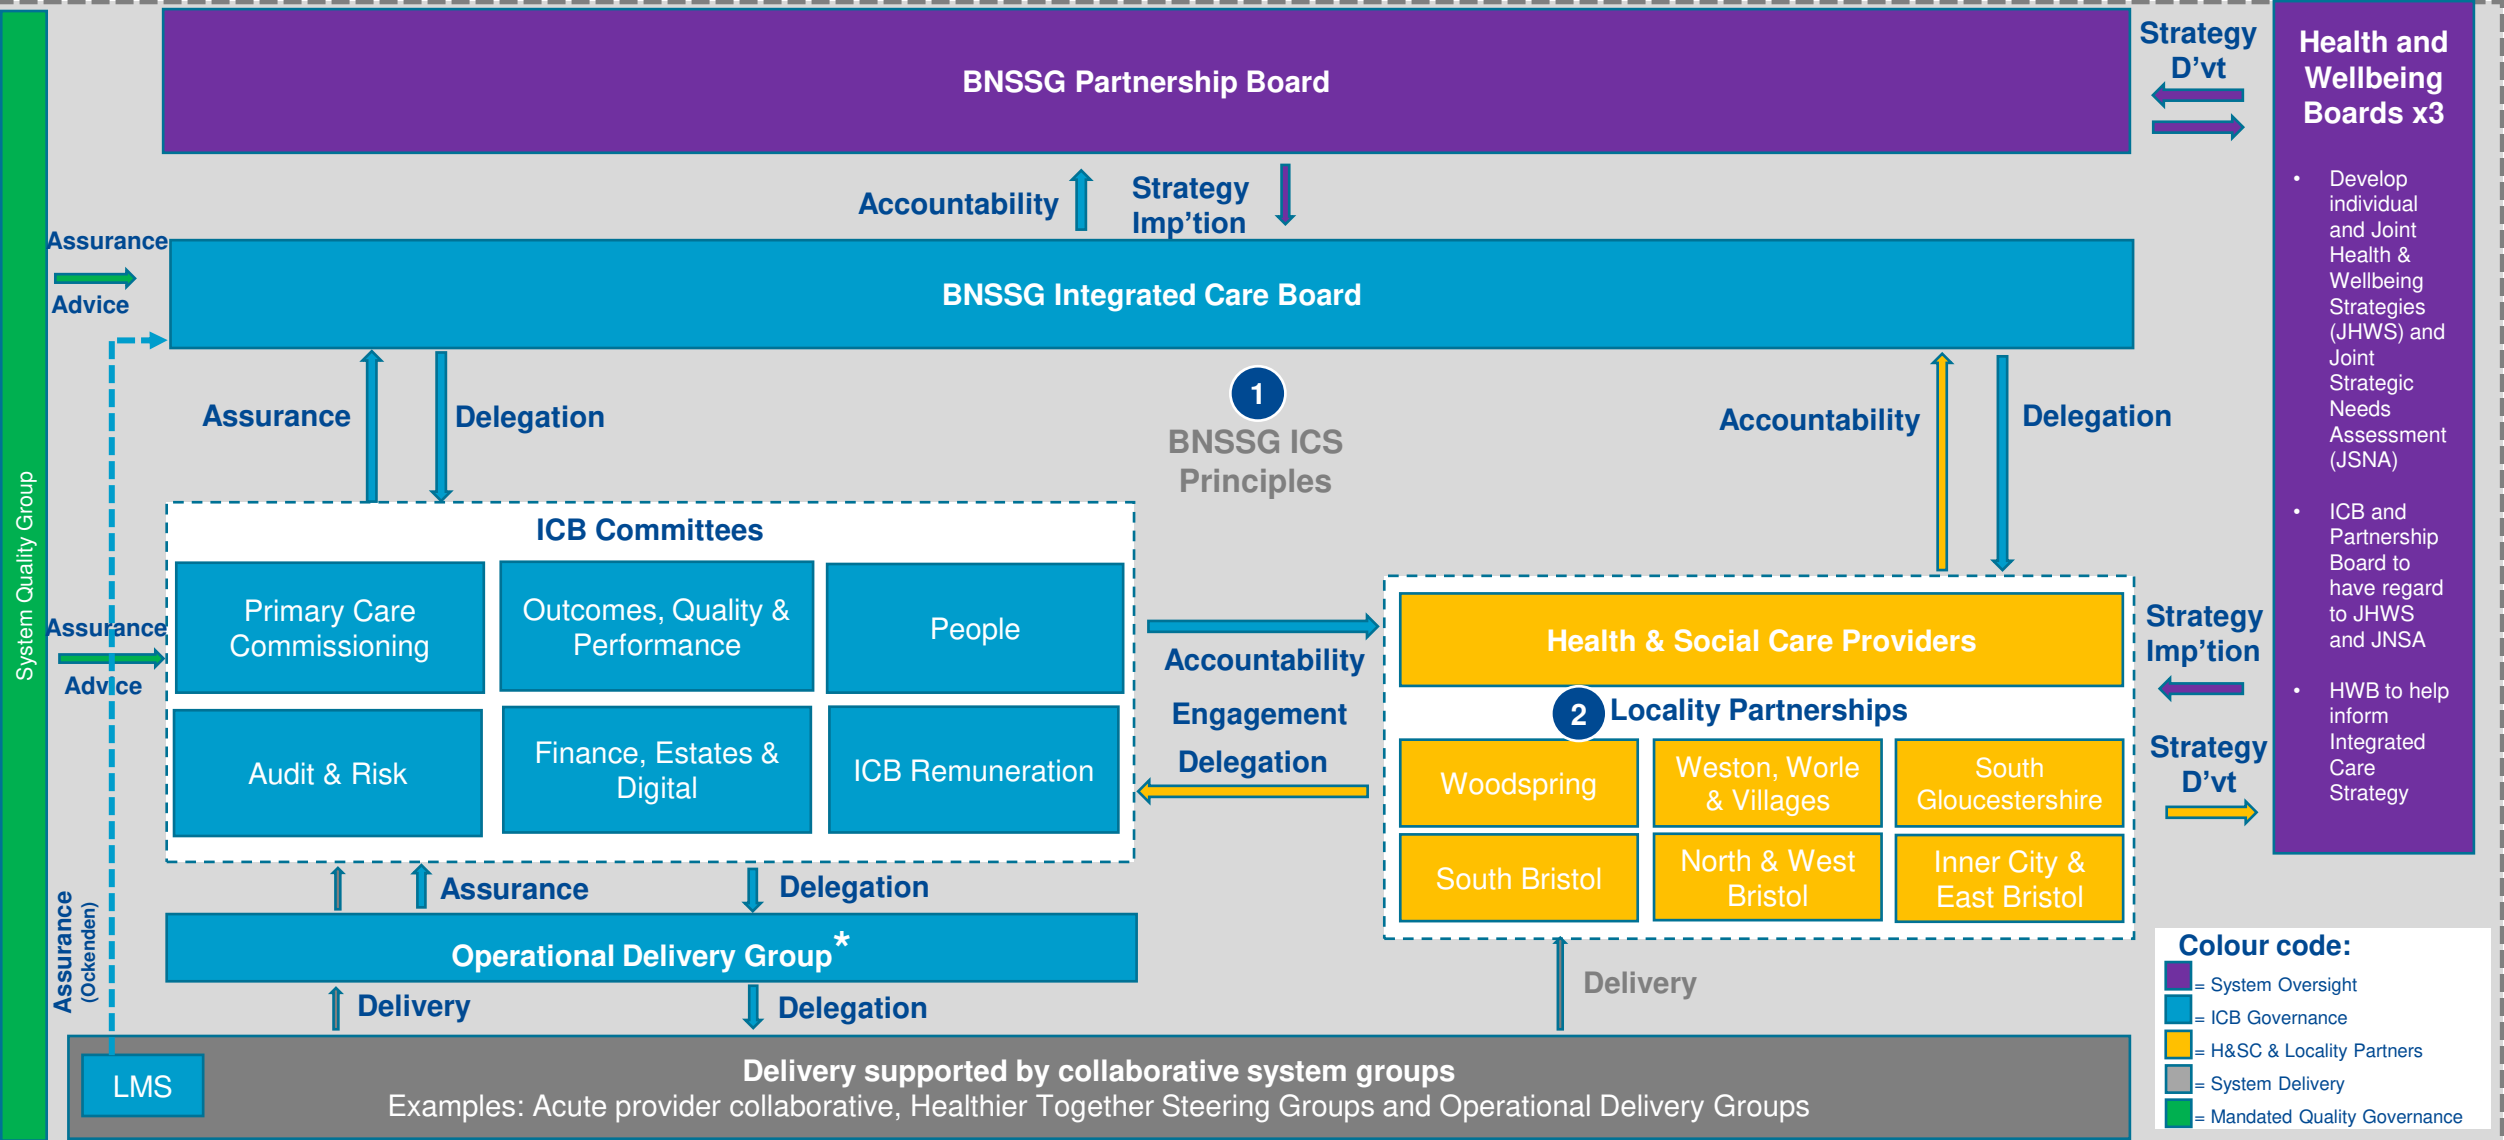 BNSSG Partnership Board
Strategy
D’vt
Health and
Wellbeing
Boards x3
Accountability
Strategy
Imp’tion
Assurance
Advice
BNSSG Integrated Care Board
Assurance
Delegation
1
BNSSG ICS
Principles
Accountability
Delegation
• Develop
individual
and Joint
Health &
Wellbeing
Strategies
(JHWS) and
Joint
Strategic
Needs
Assessment
(JSNA)
• ICB and
Partnership
Board to
have regard
to JHWS
and JNSA
• HWB to help
inform
Integrated
Care
Strategy
System Quality Group
Assurance
Advice
ICB Committees
Primary Care
Commissioning
Outcomes, Quality &
Performance
People
Audit & Risk
Finance, Estates &
Digital
ICB Remuneration
Accountability
Engagement
Delegation
Health & Social Care Providers
2 Locality Partnerships
Woodspring
Weston, Worle
& Villages
South
Gloucestershire
South Bristol
North & West
Bristol
Inner City &
East Bristol
Strategy
Imp’tion
Strategy
D’vt
Assurance
Delegation
Assurance
(Ockenden)
Operational Delivery Group*
Delivery
Delegation
Delivery
LMS
Delivery supported by collaborative system groups
Examples: Acute provider collaborative, Healthier Together Steering Groups and Operational Delivery Groups
Colour code:
= System Oversight
= ICB Governance
= H&SC & Locality Partners
= System Delivery
= Mandated Quality Governance